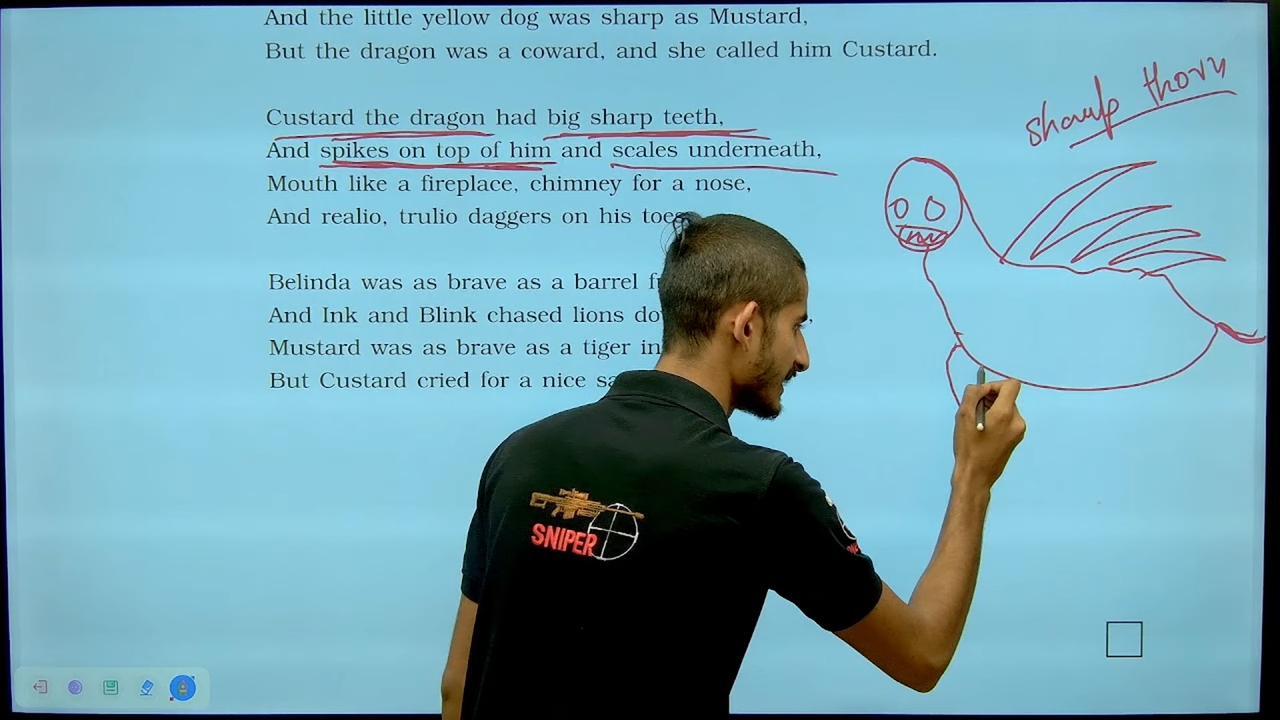 And the little yellow dog was sharp as Mustard,
But the dragon was a coward, and she called him Custard.
sharp thorn
Custard the dragon had big sharp teeth,
And spikes on top of him and scales underneath,
Mouth like a fireplace, chimney for a nose,
And realio, trulio daggers on his toes
Belinda was as brave as a barrel f
And Ink and Blink chased lions do
Mustard was as brave as a tiger in
But Custard cried for a nice sa
SNIPER